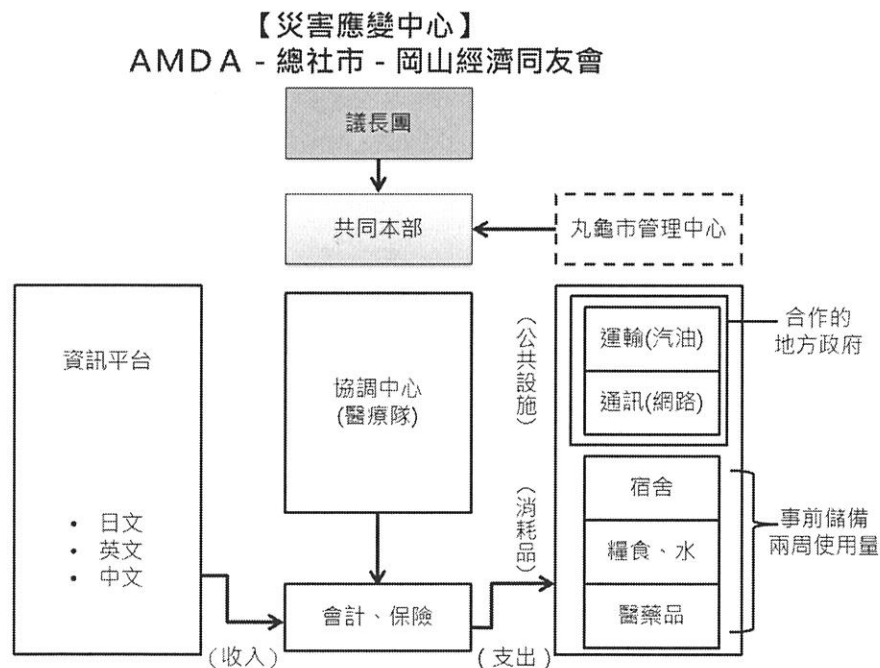 【災害應變中心】
AMDA - 總社市 - 岡山經濟同友會
議長團
共同本部
丸龜市管理中心
資訊平台
• 日文
• 英文
• 中文
協調中心
(醫療隊)
會計、保險
(收入)
(支出)
(公共設施)
(消耗品)
運輸(汽油)
通訊(網路)
宿舍
糧食、水
醫藥品
合作的
地方政府
事前儲備
兩周使用量